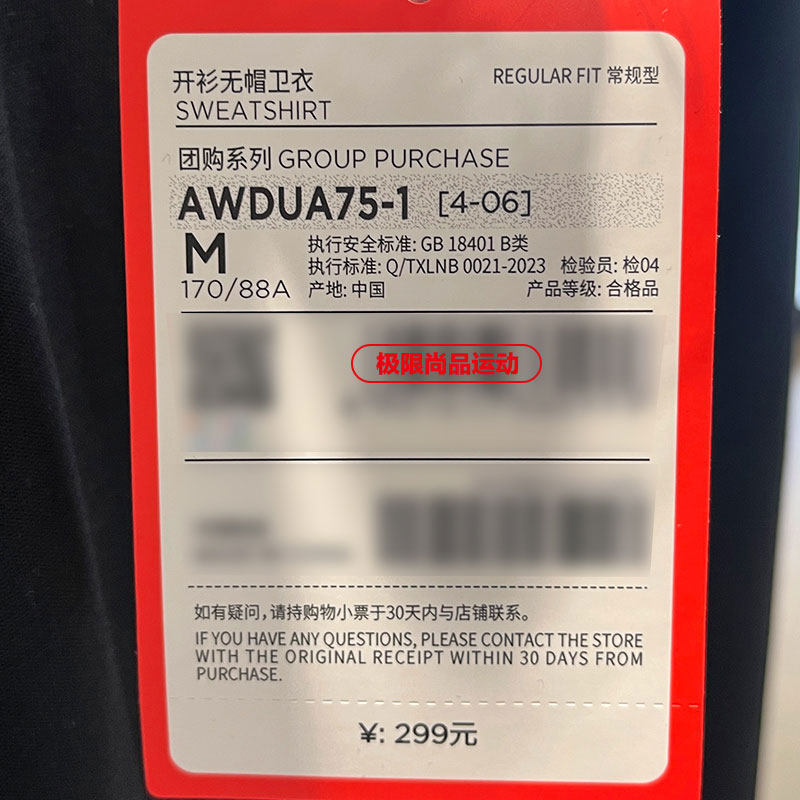 开衫无帽卫衣
REGULAR FIT 常规型
SWEATSHIRT
团购系列 GROUP PURCHASE
AWDUA75-1 [4-06]
M
执行安全标准: GB 18401 B类
执行标准: Q/TXLNB 0021-2023 检验员: 检04
170/88A 产地: 中国 产品等级: 合格品
极限尚品运动
如有疑问，请持购物小票于30天内与店铺联系。
IF YOU HAVE ANY QUESTIONS, PLEASE CONTACT THE STORE
WITH THE ORIGINAL RECEIPT WITHIN 30 DAYS FROM
PURCHASE.
¥: 299元